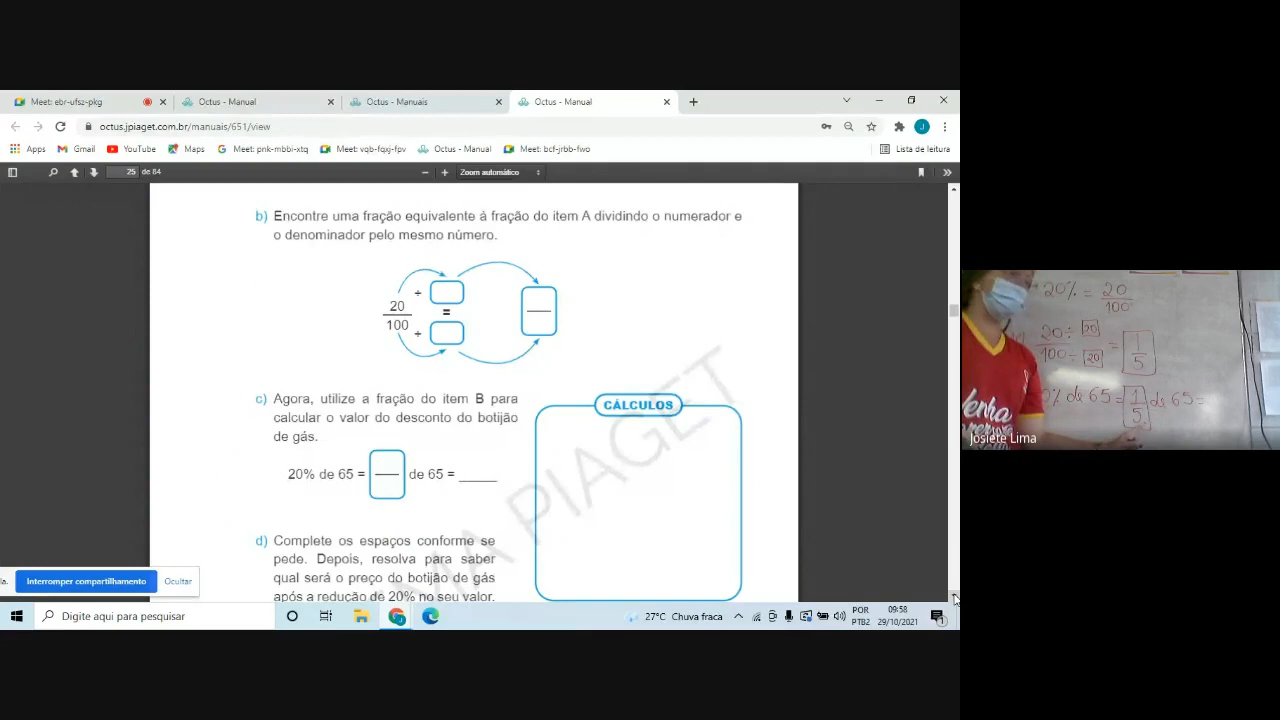 Meet: ebr-ufsz-pkg
Octus - Manual
Octus - Manuais
Octus - Manual
octus.jpiaget.com.br/manuais/651/view
Apps
Gmail
YouTube
Maps
Meet: pnk-mbbi-xtq
Meet: vqb-fqxj-fpv
Octus - Manual
Meet: bcf-jrbb-fwo
Lista de leitura
25 de 84
Zoom automático
b) Encontre uma fração equivalente à fração do item A dividindo o numerador e
o denominador pelo mesmo número.
20 ÷
=
100 ÷
c) Agora, utilize a fração do item B para
calcular o valor do desconto do botijão
de gás.
20% de 65 = de 65 = ______
CÁLCULOS
d) Complete os espaços conforme se
pede. Depois, resolva para saber
qual será o preço do botijão de gás
após a redução de 20% no seu valor.
MA PIAGET
la.
Interromper compartilhamento
Ocultar
Digite aqui para pesquisar
27°C Chuva fraca
POR
PTB2
09:58
29/10/2021
1
20% = 20/100
20 ÷ 20
100 ÷ 20
= 1/5
% de 65 = 1/5 de 65 =
Josiete Lima